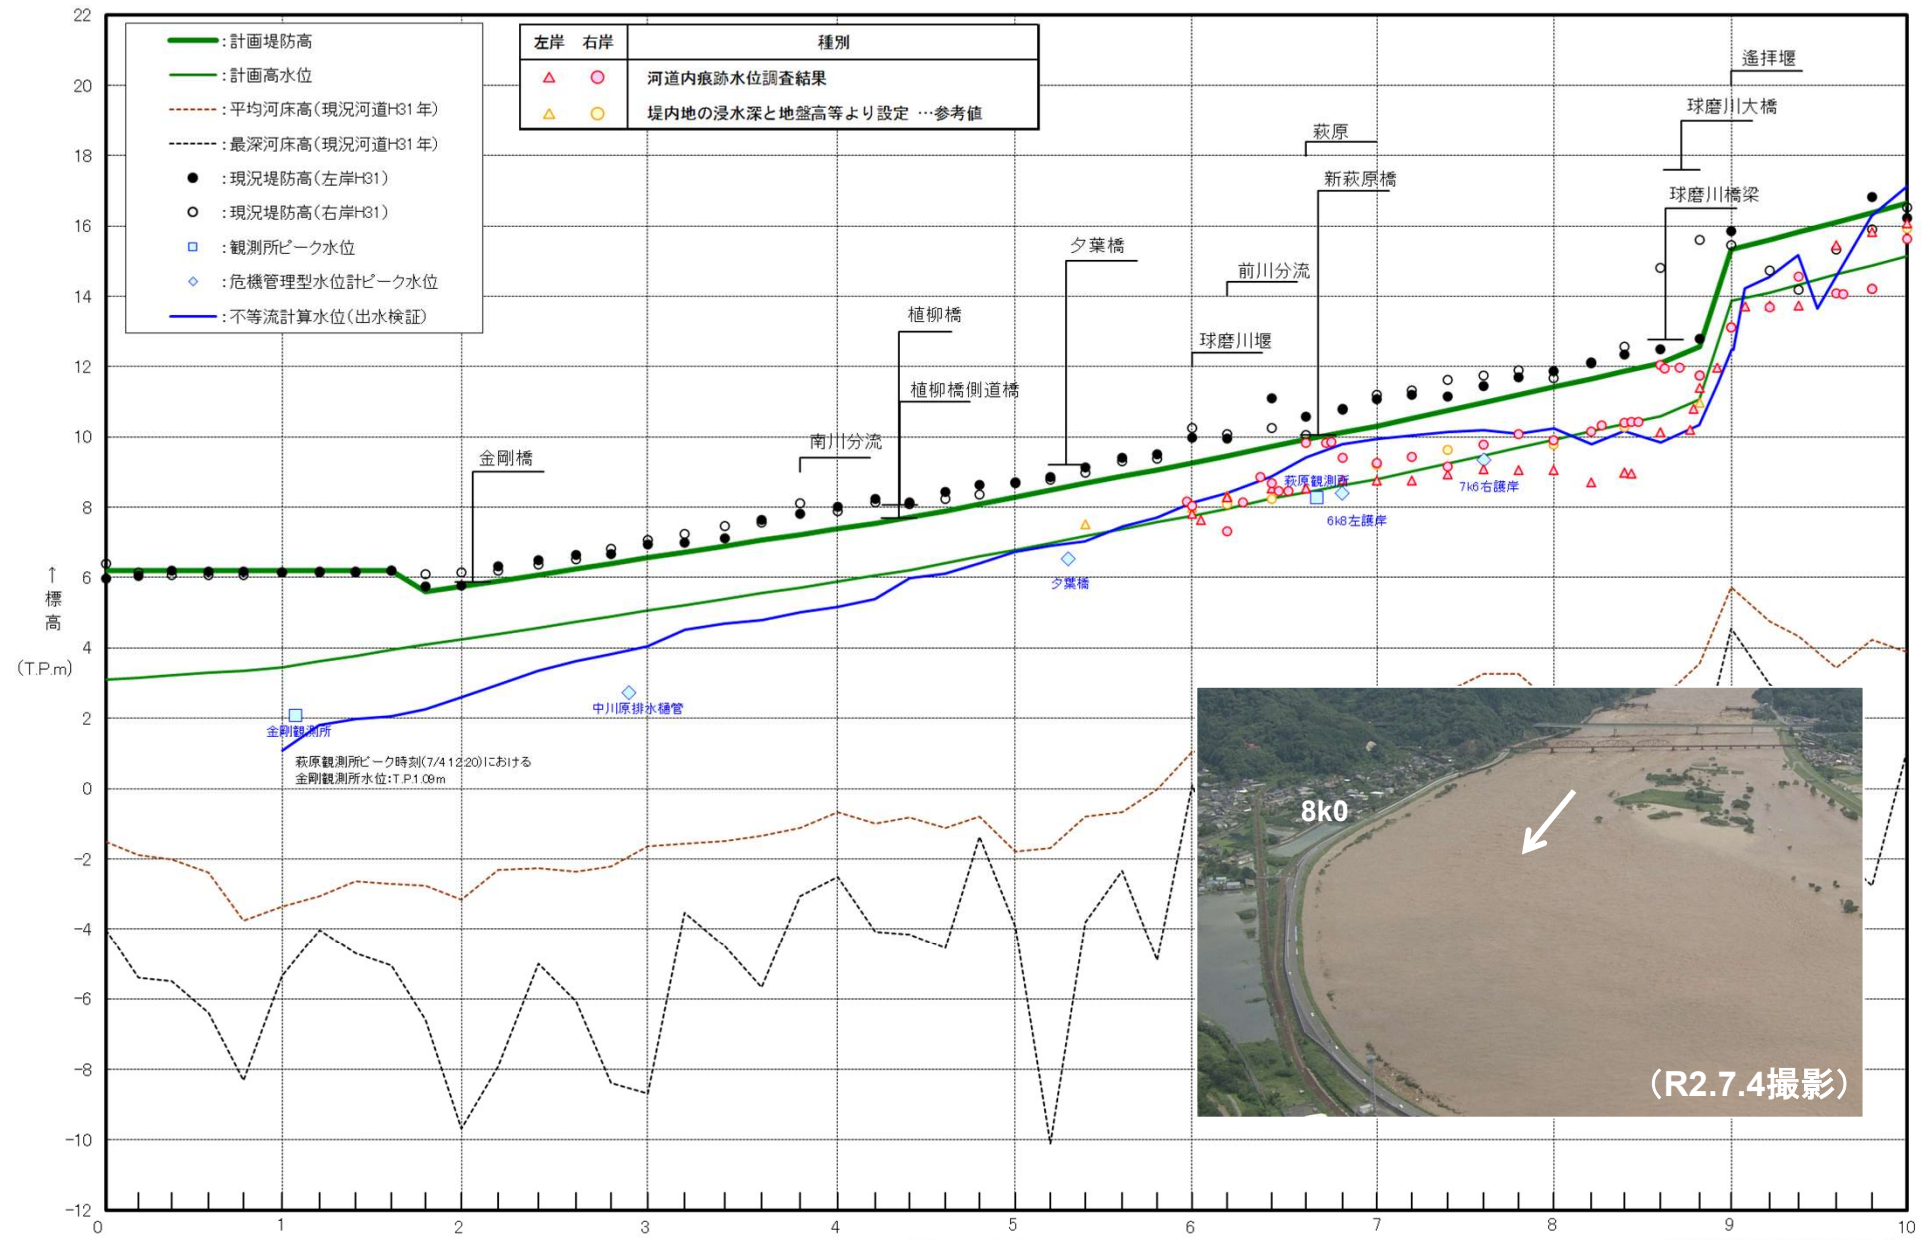 22
20
18
16
14
12
10
8
6
4
2
0
-2
-4
-6
-8
-10
-12
↑
標
高
(T.P.m)
:計画堤防高
:計画高水位
:平均河床高(現況河道H31年)
:最深河床高(現況河道H31年)
:現況堤防高(左岸H31)
:現況堤防高(右岸H31)
:観測所ピーク水位
:危機管理型水位計ピーク水位
:不等流計算水位(出水検証)
左岸 右岸 種別
河道内痕跡水位調査結果
堤内地の浸水深と地盤高等より設定 …参考値
遙拝堰
球磨川大橋
萩原
新萩原橋
球磨川橋梁
夕葉橋
前川分流
植柳橋
球磨川堰
植柳橋側道橋
南川分流
金剛橋
萩原観測所
7k6右護岸
6k8左護岸
夕葉橋
中川原排水樋管
金剛観測所
萩原観測所ピーク時刻(7/4 12:20)における
金剛観測所水位:T.P.1.09m
8k0
(R2.7.4撮影)
0 1 2 3 4 5 6 7 8 9 10